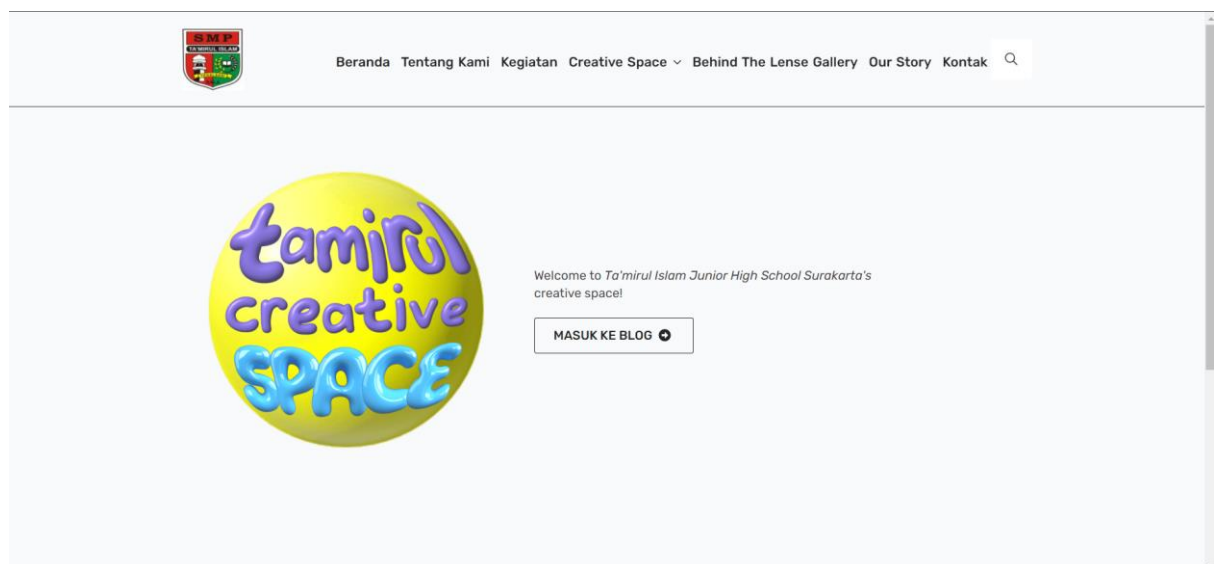 SMP
TA'MIRUL ISLAM
Beranda Tentang Kami Kegiatan Creative Space Behind The Lense Gallery Our Story Kontak
tamirul
creative
SPACE
Welcome to Ta'mirul Islam Junior High School Surakarta's
creative space!
MASUK KE BLOG